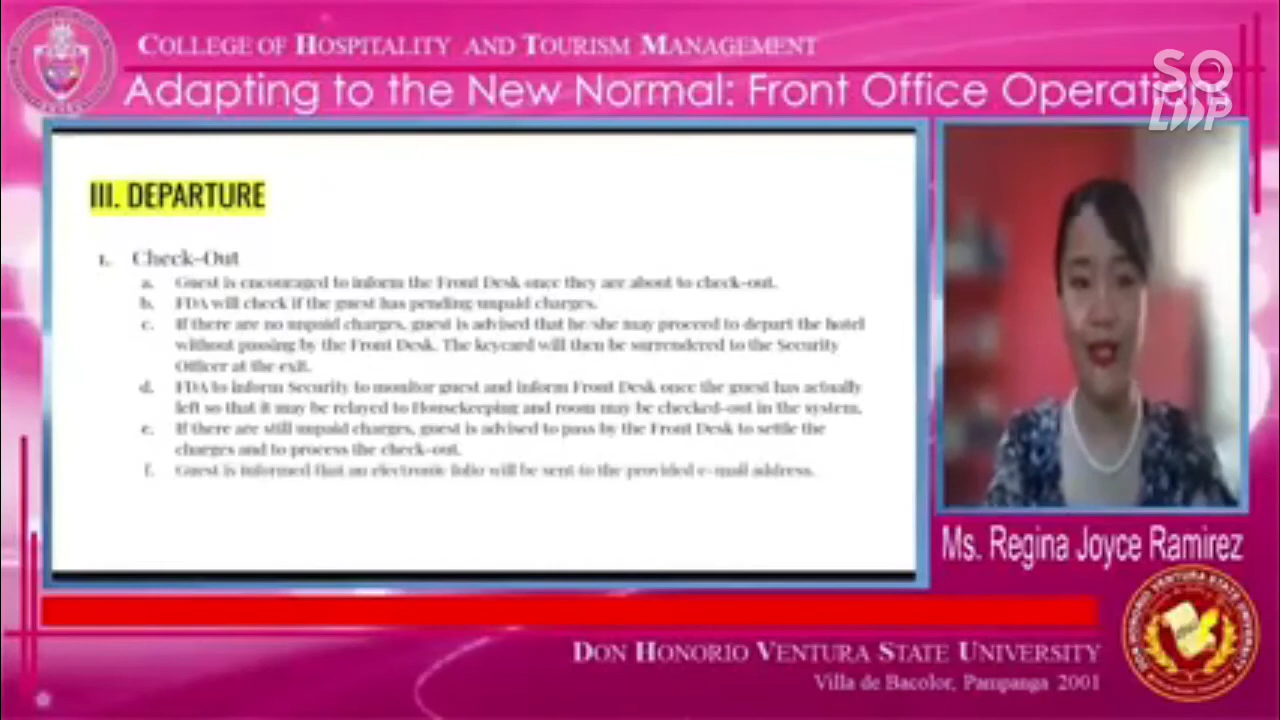 COLLEGE OF HOSPITALITY AND TOURISM MANAGEMENT
Adapting to the New Normal: Front Office Operations
SO
LOOP
III. DEPARTURE
1. Check-Out
a. Guest is encouraged to inform the Front Desk once they are about to check-out.
b. FDA will check if the guest has pending unpaid charges.
c. If there are no unpaid charges, guest is advised that he/she may proceed to depart the hotel
without passing by the Front Desk. The keycard will then be surrendered to the Security
Officer at the exit.
d. FDA to inform Security to monitor guest and inform Front Desk once the guest has actually
left so that it may be relayed to Housekeeping and room may be checked-out in the system.
e. If there are still unpaid charges, guest is advised to pass by the Front Desk to settle the
charges and to process the check-out.
f. Guest is informed that an electronic folio will be sent to the provided e-mail address.
Ms. Regina Joyce Ramirez
DON HONORIO VENTURA STATE UNIVERSITY
DON HONORIO VENTURA STATE UNIVERSITY
Villa de Bacolor, Pampanga 2001